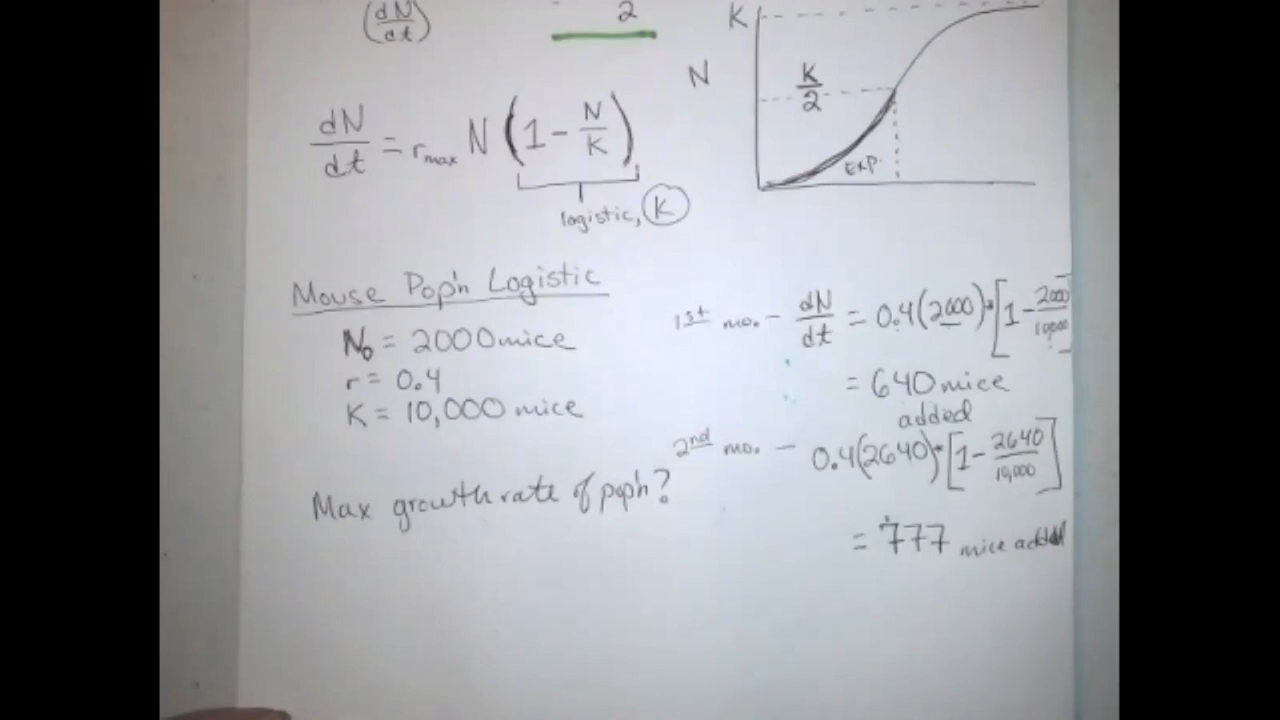 (dN/dt)
2
K
N
K/2
Exp.
dN/dt = rmax N (1 - N/K)
logistic, K
Mouse Pop'n Logistic
N0 = 2000 mice
r = 0.4
K = 10,000 mice
Max growth rate of pop'n?
1st mo. - dN/dt = 0.4(2000)•[1 - 2000/10,000]
= 640 mice
added
2nd mo. - 0.4(2640)•[1 - 2640/10,000]
= 777 mice added